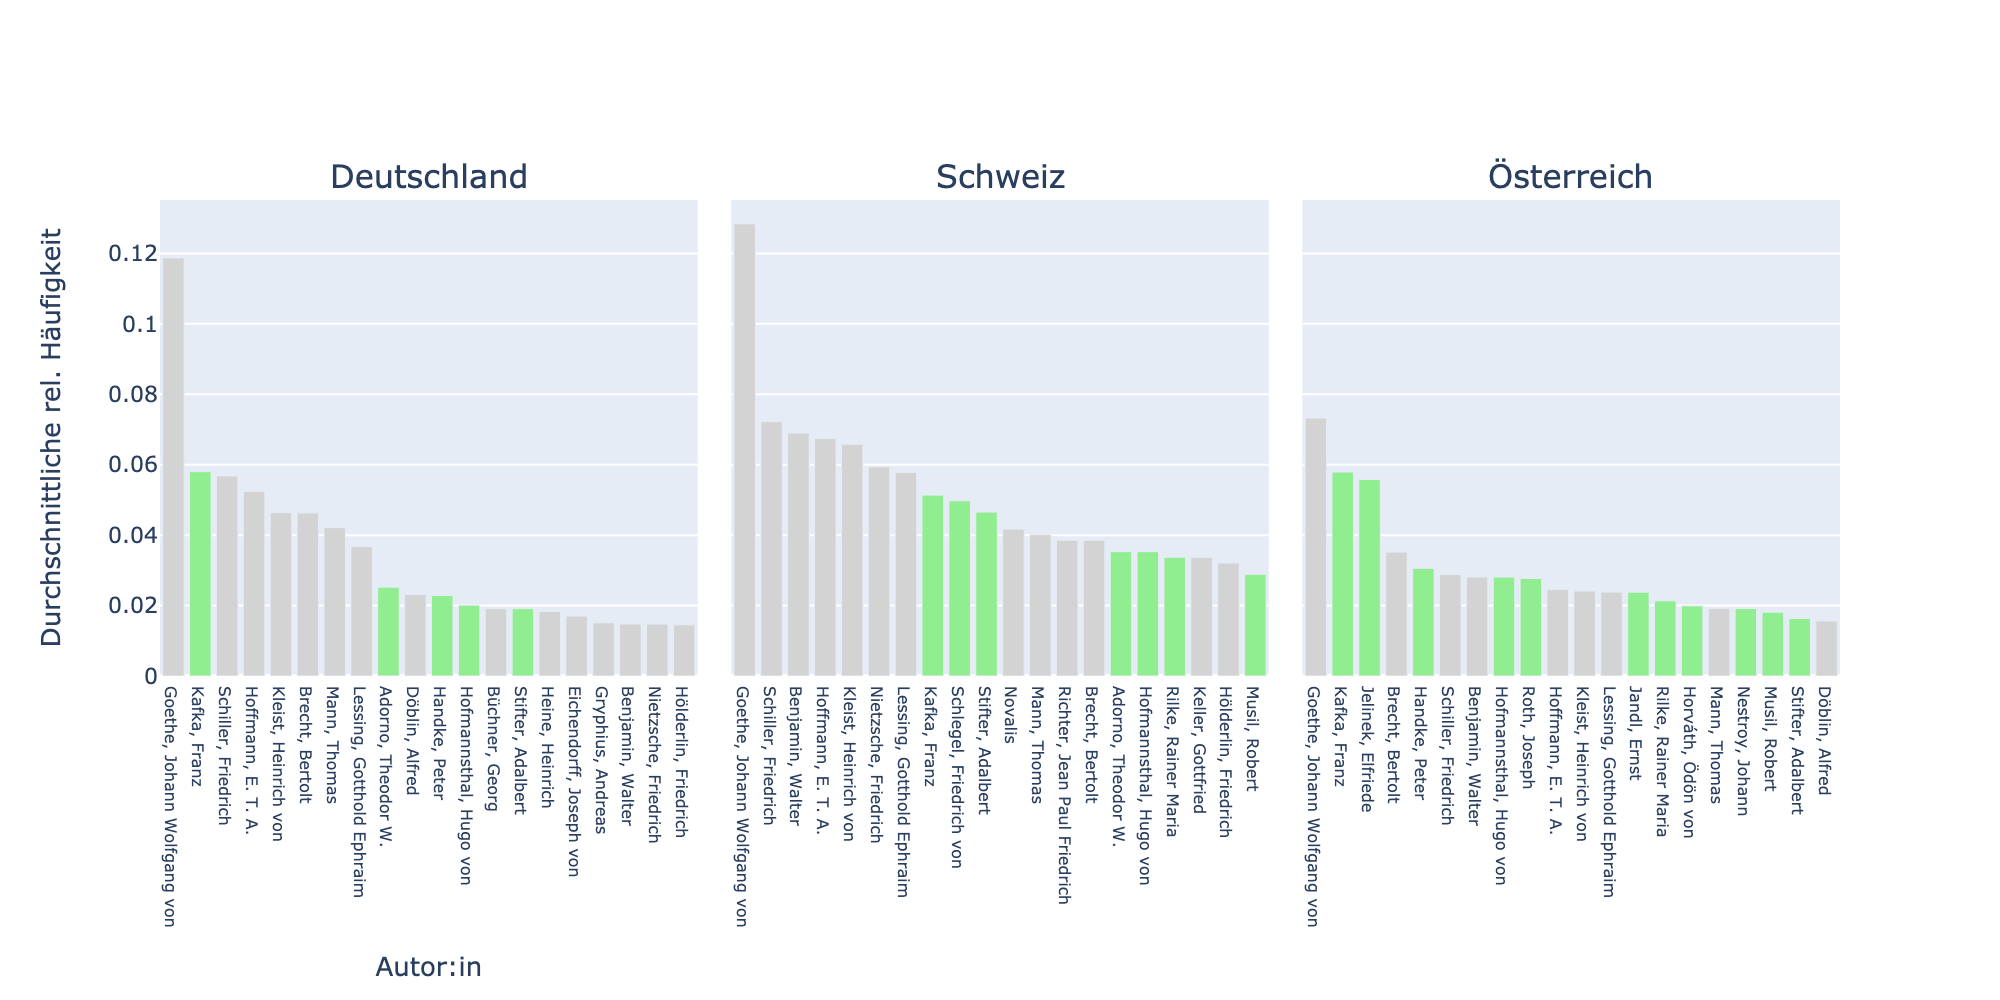 Deutschland
Schweiz
Österreich
Durchschnittliche rel. Häufigkeit
0.12
0.1
0.08
0.06
0.04
0.02
0
Goethe, Johann Wolfgang von
Kafka, Franz
Schiller, Friedrich
Hoffmann, E. T. A.
Kleist, Heinrich von
Brecht, Bertolt
Mann, Thomas
Lessing, Gotthold Ephraim
Adorno, Theodor W.
Döblin, Alfred
Handke, Peter
Hofmannsthal, Hugo von
Büchner, Georg
Stifter, Adalbert
Heine, Heinrich
Eichendorff, Joseph von
Gryphius, Andreas
Benjamin, Walter
Nietzsche, Friedrich
Hölderlin, Friedrich
Goethe, Johann Wolfgang von
Schiller, Friedrich
Benjamin, Walter
Hoffmann, E. T. A.
Kleist, Heinrich von
Nietzsche, Friedrich
Lessing, Gotthold Ephraim
Kafka, Franz
Schlegel, Friedrich von
Stifter, Adalbert
Novalis
Mann, Thomas
Richter, Jean Paul Friedrich
Brecht, Bertolt
Adorno, Theodor W.
Hofmannsthal, Hugo von
Rilke, Rainer Maria
Keller, Gottfried
Hölderlin, Friedrich
Musil, Robert
Goethe, Johann Wolfgang von
Kafka, Franz
Jelinek, Elfriede
Brecht, Bertolt
Handke, Peter
Schiller, Friedrich
Benjamin, Walter
Hofmannsthal, Hugo von
Roth, Joseph
Hoffmann, E. T. A.
Kleist, Heinrich von
Lessing, Gotthold Ephraim
Jandl, Ernst
Rilke, Rainer Maria
Horváth, Ödön von
Mann, Thomas
Nestroy, Johann
Musil, Robert
Stifter, Adalbert
Döblin, Alfred
Autor:in